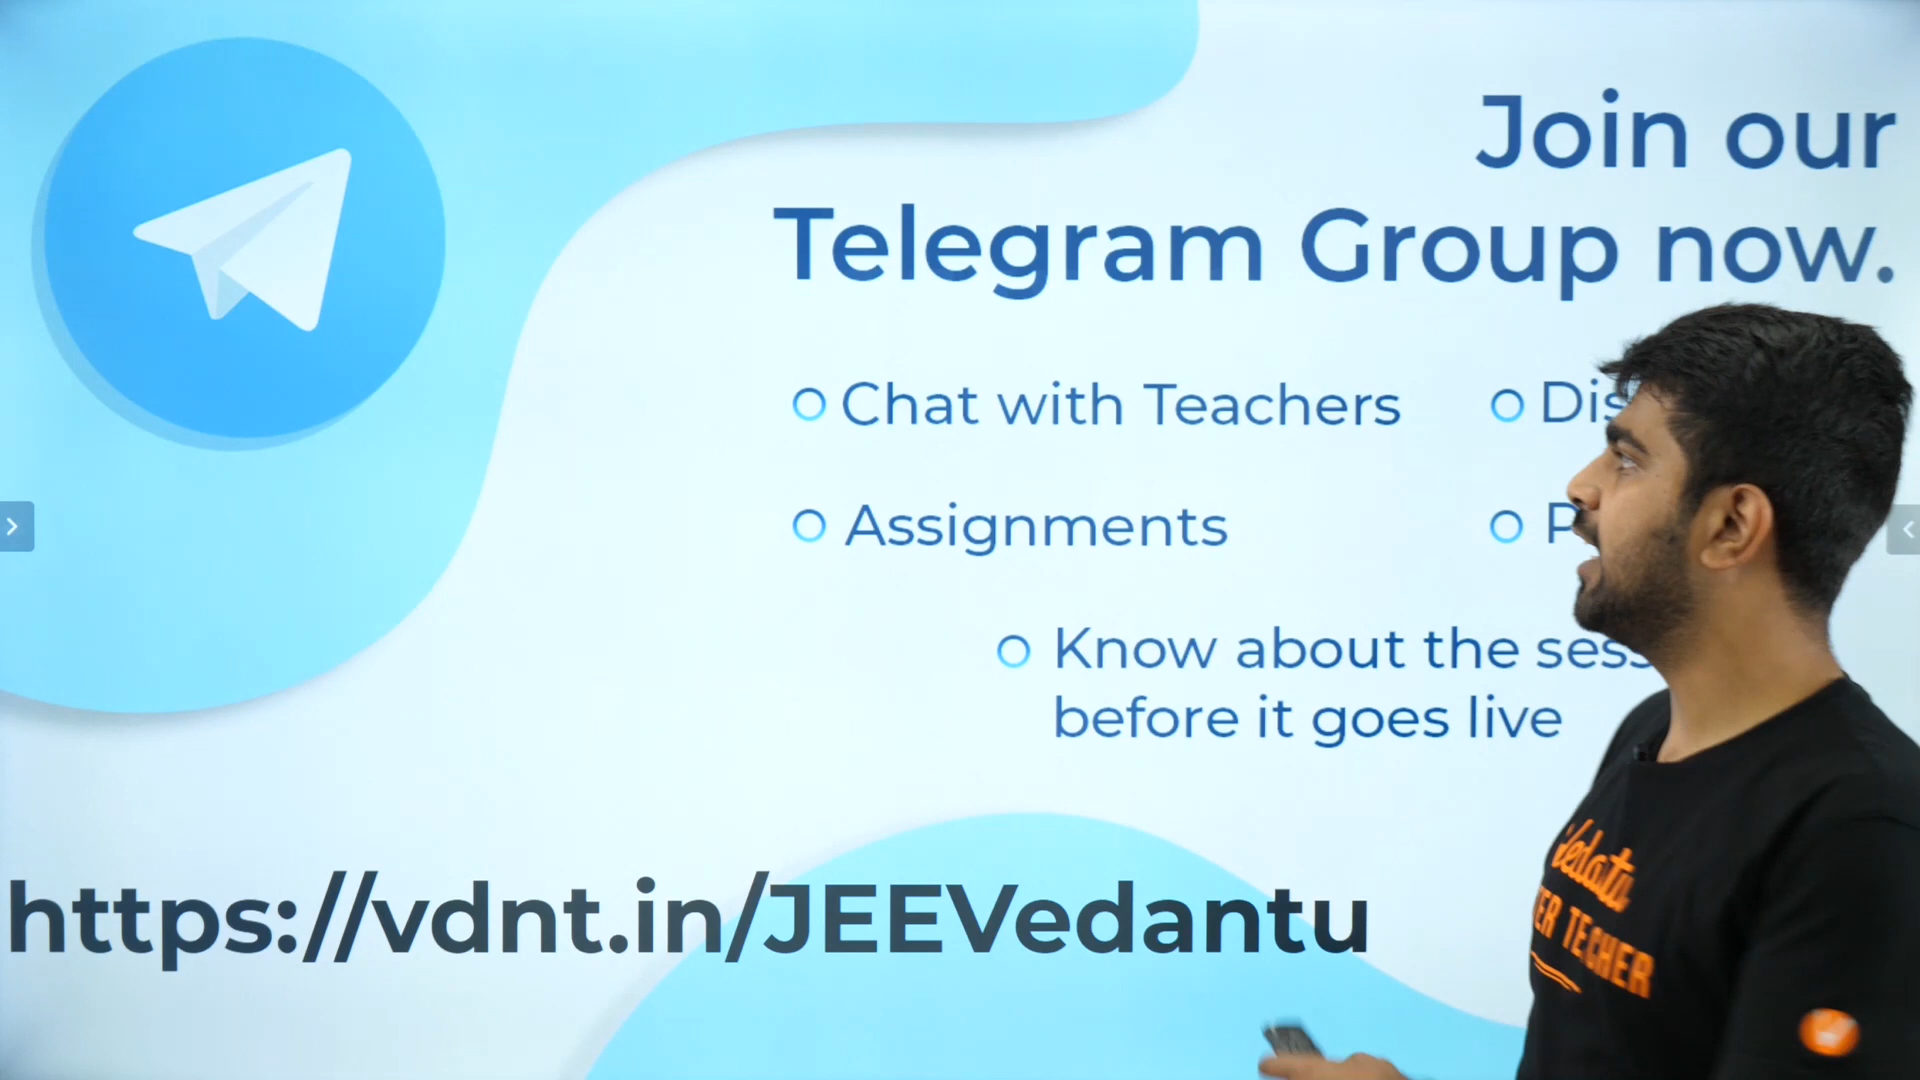 Join our
Telegram Group now.
Chat with Teachers
Assignments
Know about the
before it goes live
https://vdnt.in/JEEVedantu
Vedantu